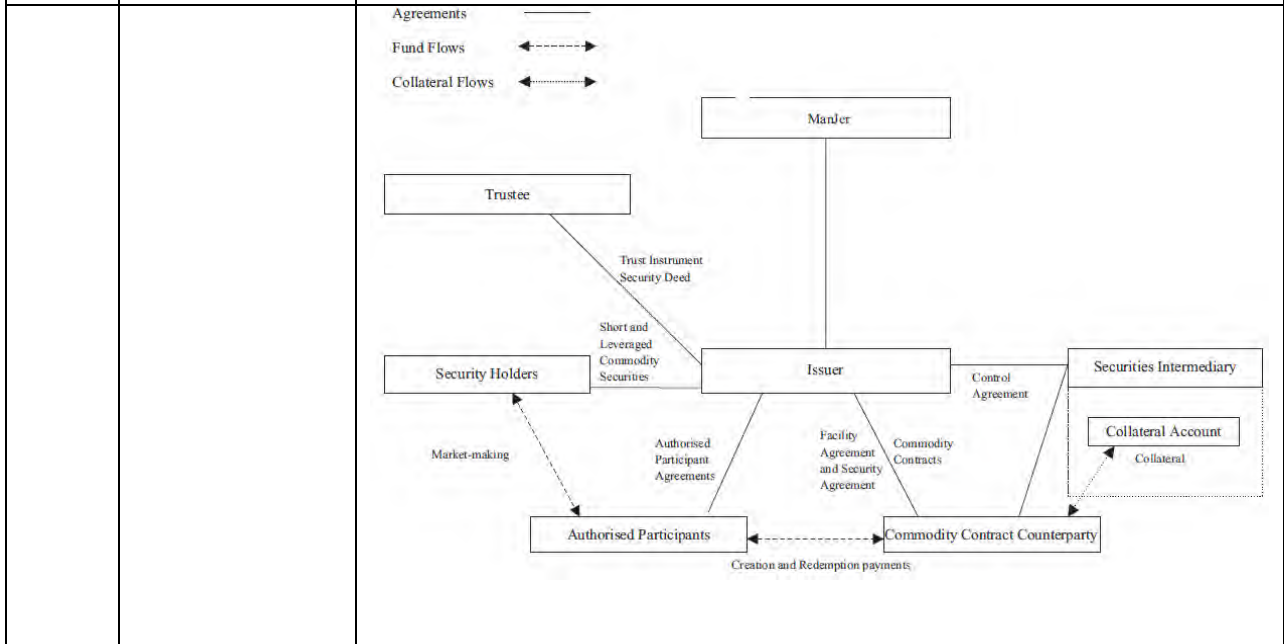 Agreements
Fund Flows
Collateral Flows
ManJer
Trustee
Trust Instrument
Security Deed
Short and
Leveraged
Commodity
Securities
Security Holders
Issuer
Control
Agreement
Securities Intermediary
Collateral Account
Collateral
Market-making
Authorised
Participant
Agreements
Facility
Agreement
and Security
Agreement
Commodity
Contracts
Authorised Participants
Commodity Contract Counterparty
Creation and Redemption payments